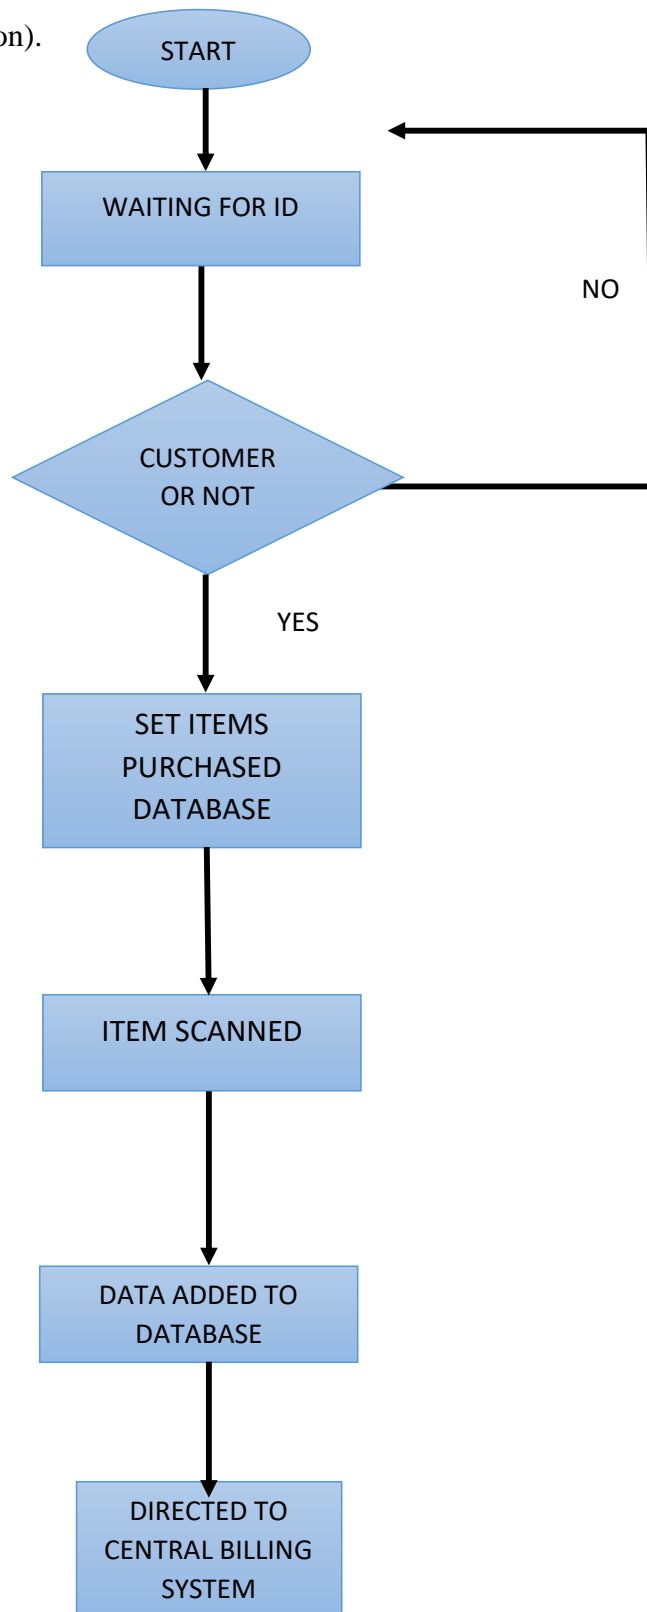 on).
START
WAITING FOR ID
NO
CUSTOMER
OR NOT
YES
SET ITEMS
PURCHASED
DATABASE
ITEM SCANNED
DATA ADDED TO
DATABASE
DIRECTED TO
CENTRAL BILLING
SYSTEM